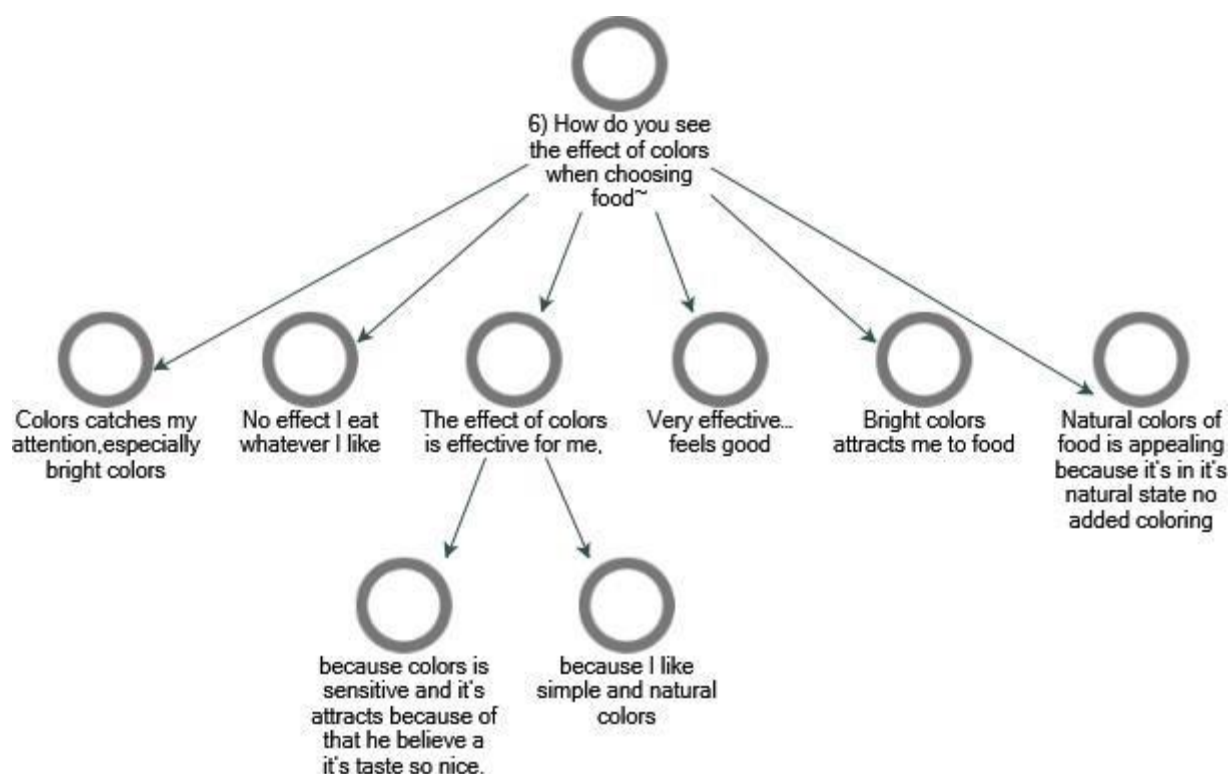 6) How do you see
the effect of colors
when choosing
food~
Colors catches my
attention,especially
bright colors
No effect I eat
whatever I like
The effect of colors
is effective for me,
Very effective...
feels good
Bright colors
attracts me to food
Natural colors of
food is appealing
because it's in it's
natural state no
added coloring
because colors is
sensitive and it's
attracts because of
that he believe a
it's taste so nice.
because I like
simple and natural
colors